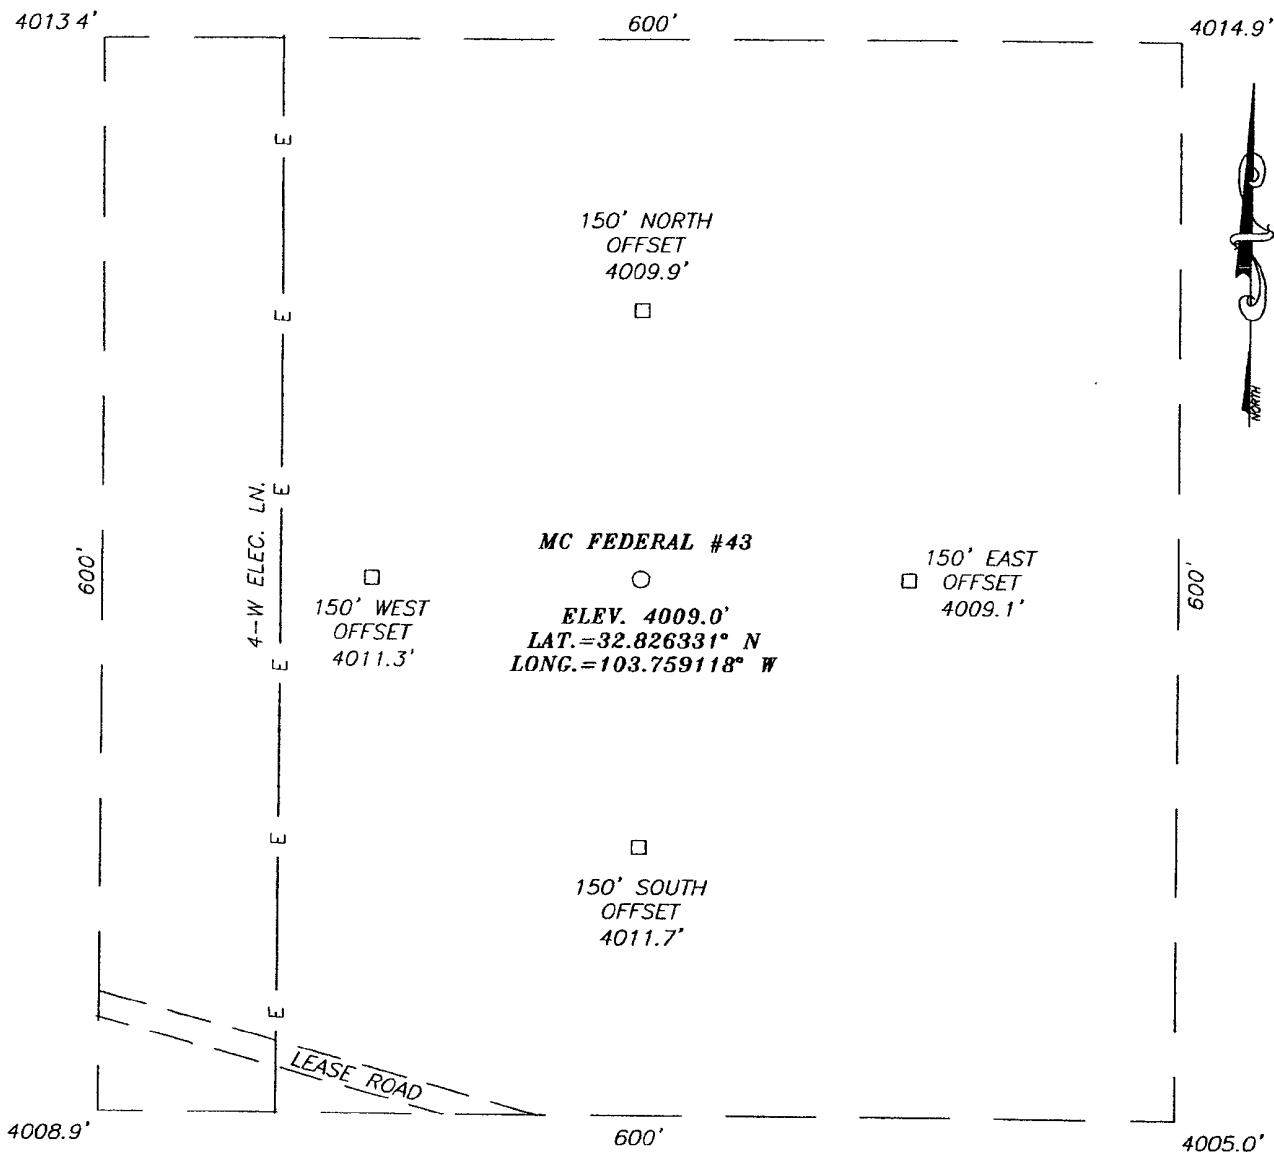 4013 4'
600'
4014.9'
E
E
E
E
E
E
150' NORTH
OFFSET
4009.9'
NORTH
4-W ELEC. LN.
600'
MC FEDERAL #43
ELEV. 4009.0'
LAT.=32.826331° N
LONG.=103.759118° W
150' WEST
OFFSET
4011.3'
150' EAST
OFFSET
4009.1'
600'
150' SOUTH
OFFSET
4011.7'
LEASE ROAD
4008.9'
600'
4005.0'